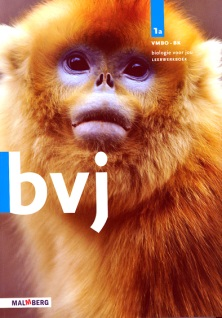 1a
VMBO - BK
biologie voor jou
LEERWERKBOEK
bvj
MALMBERG